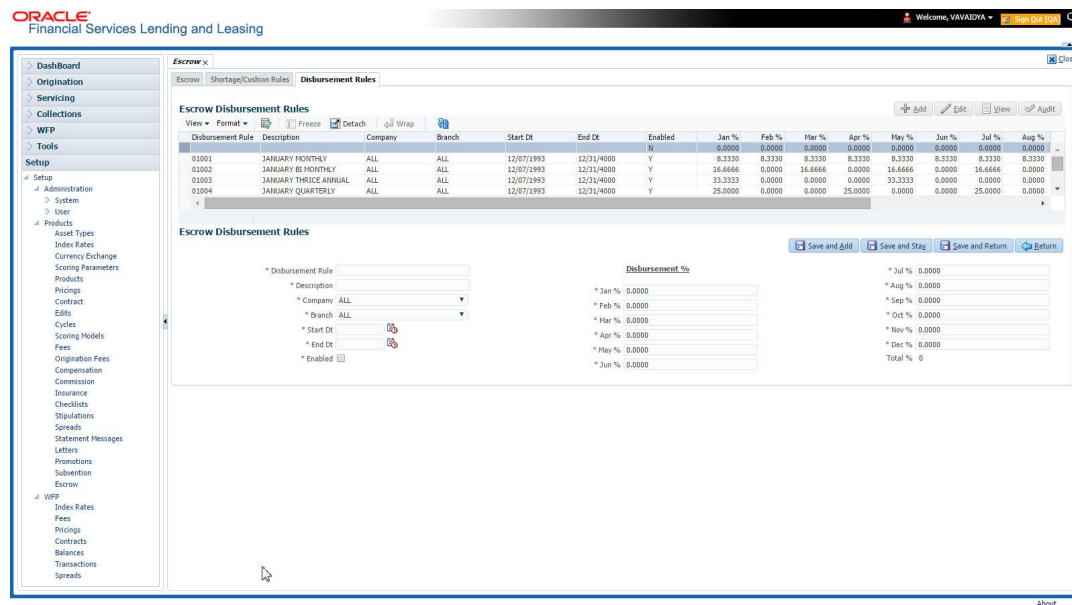 ORACLE
Financial Services Lending and Leasing
Welcome, VAVAIDYA
Sign Out [QA]
DashBoard
Origination
Servicing
Collections
WFP
Tools
Setup
Setup
Administration
System
User
Products
Asset Types
Index Rates
Currency Exchange
Scoring Parameters
Products
Pricings
Contract
Edits
Cycles
Scoring Models
Fees
Origination Fees
Compensation
Commission
Insurance
Checklists
Stipulations
Spreads
Statement Messages
Letters
Promotions
Subvention
Escrow
WFP
Index Rates
Fees
Pricings
Contracts
Balances
Transactions
Spreads
Escrow x
Clos
Escrow Shortage/Cushion Rules Disbursement Rules
Escrow Disbursement Rules
Add Edit View Audit
View Format Freeze Detach Wrap
Disbursement Rule Description Company Branch Start Dt End Dt Enabled Jan % Feb % Mar % Apr % May % Jun % Jul % Aug %
N 0.0000 0.0000 0.0000 0.0000 0.0000 0.0000 0.0000 0.0000
01001 JANUARY MONTHLY ALL ALL 12/07/1993 12/31/4000 Y 8.3330 8.3330 8.3330 8.3330 8.3330 8.3330 8.3330 8.3330
01002 JANUARY BI MONTHLY ALL ALL 12/07/1993 12/31/4000 Y 16.6666 0.0000 16.6666 0.0000 16.6666 0.0000 16.6666 0.0000
01003 JANUARY THRICE ANNUAL ALL ALL 12/07/1993 12/31/4000 Y 33.3333 0.0000 0.0000 0.0000 33.3333 0.0000 0.0000 0.0000
01004 JANUARY QUARTERLY ALL ALL 12/07/1993 12/31/4000 Y 25.0000 0.0000 0.0000 25.0000 0.0000 0.0000 25.0000 0.0000
Escrow Disbursement Rules
Save and Add Save and Stay Save and Return Return
* Disbursement Rule
* Description
* Company ALL
* Branch ALL
* Start Dt
* End Dt
* Enabled
Disbursement %
* Jan % 0.0000
* Feb % 0.0000
* Mar % 0.0000
* Apr % 0.0000
* May % 0.0000
* Jun % 0.0000
* Jul % 0.0000
* Aug % 0.0000
* Sep % 0.0000
* Oct % 0.0000
* Nov % 0.0000
* Dec % 0.0000
Total % 0
About